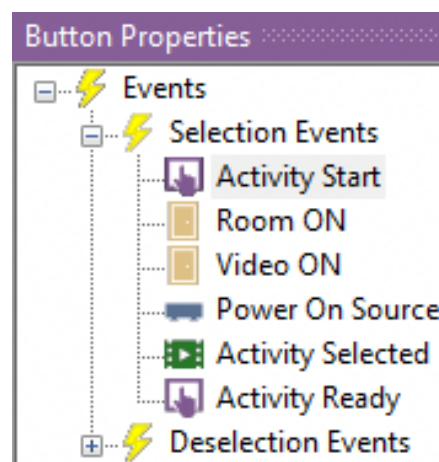 Button Properties
Events
Selection Events
Activity Start
Room ON
Video ON
Power On Source
Activity Selected
Activity Ready
Deselection Events